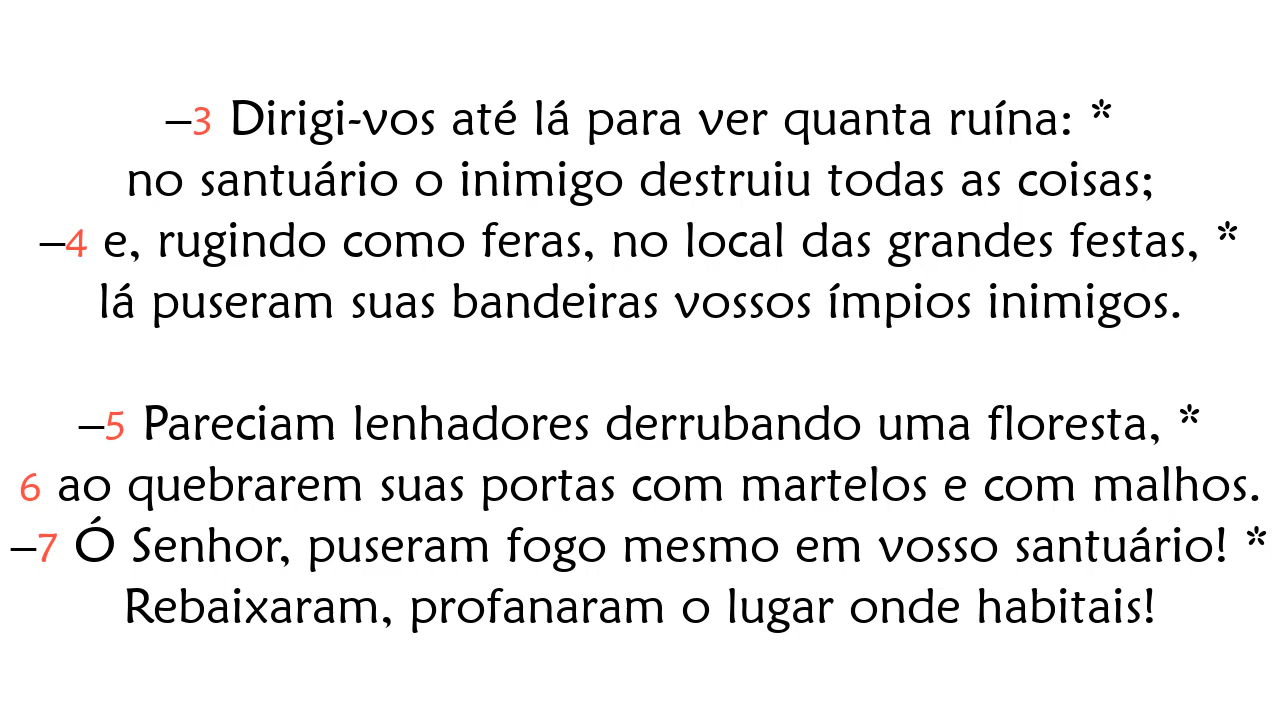 –3 Dirigi-vos até lá para ver quanta ruína: *
no santuário o inimigo destruiu todas as coisas;
–4 e, rugindo como feras, no local das grandes festas, *
lá puseram suas bandeiras vossos ímpios inimigos.
–5 Pareciam lenhadores derrubando uma floresta, *
6 ao quebrarem suas portas com martelos e com malhos.
–7 Ó Senhor, puseram fogo mesmo em vosso santuário! *
Rebaixaram, profanaram o lugar onde habitais!